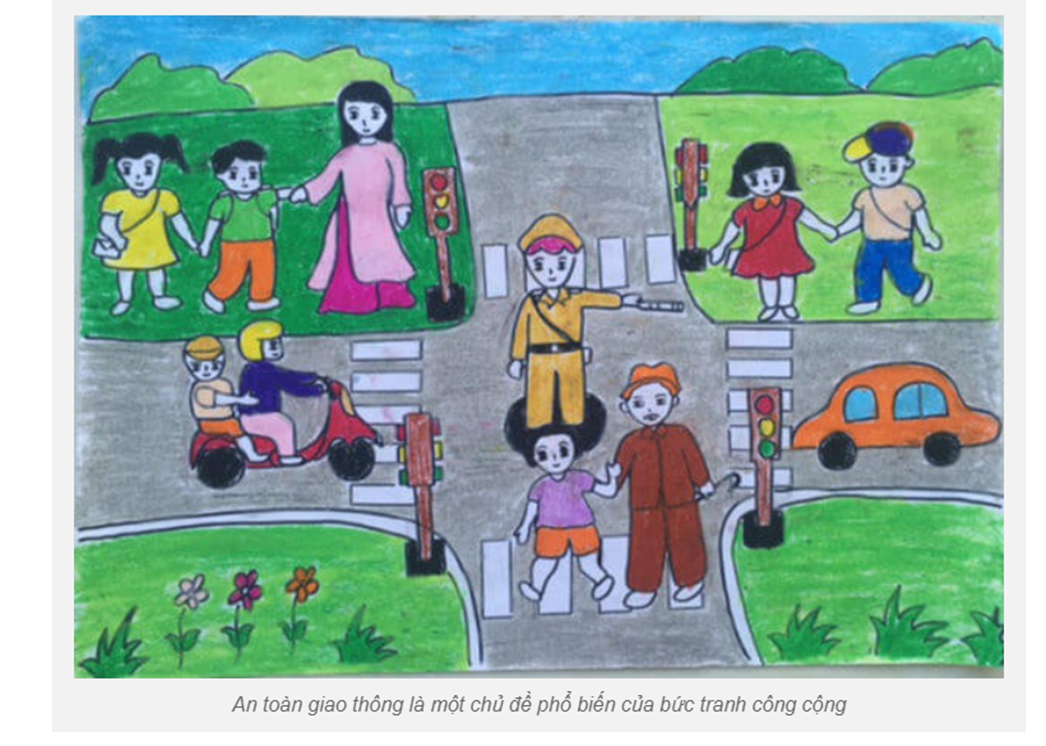 An toàn giao thông là một chủ đề phổ biến của bức tranh công cộng